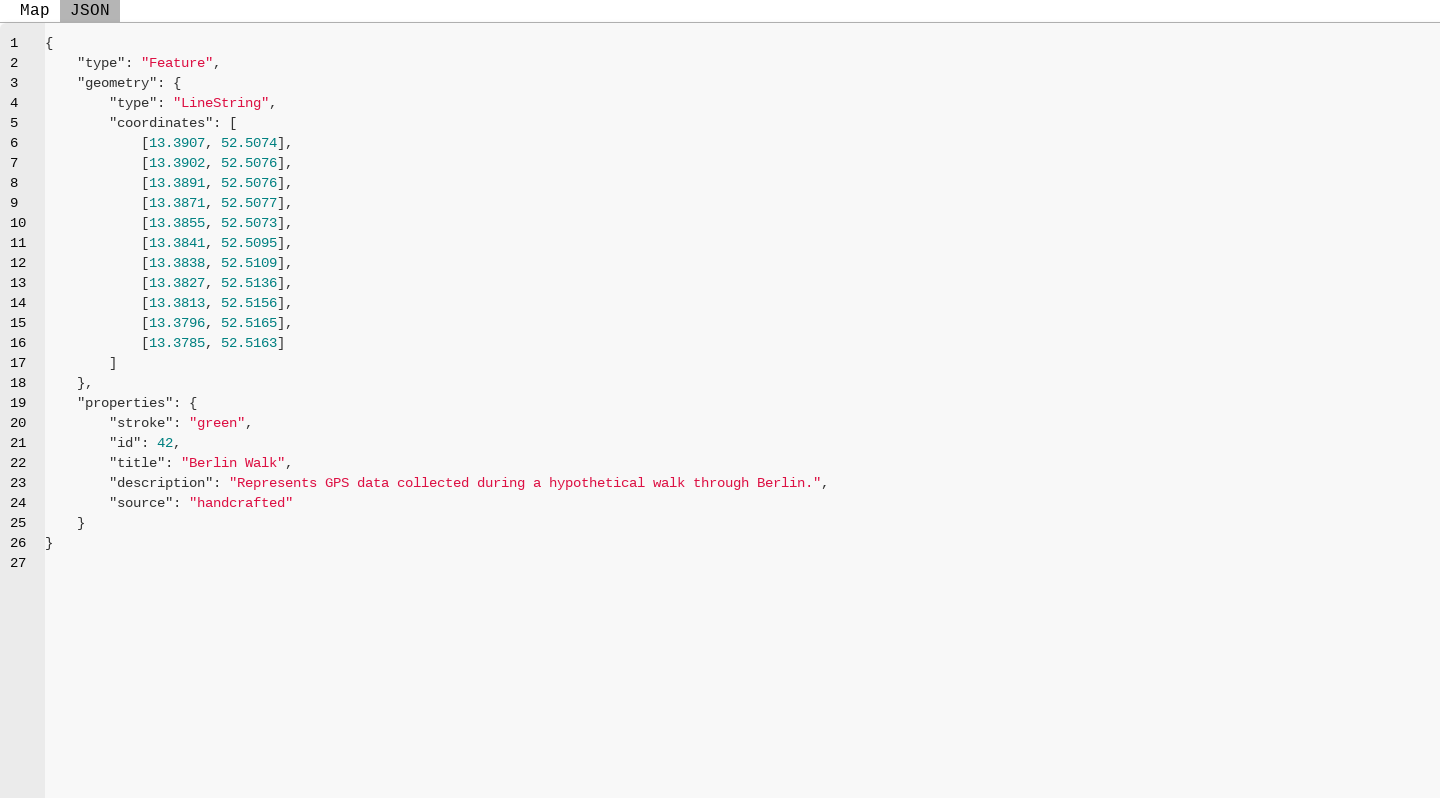 Map JSON
1 {
2     "type": "Feature",
3     "geometry": {
4         "type": "LineString",
5         "coordinates": [
6             [13.3907, 52.5074],
7             [13.3902, 52.5076],
8             [13.3891, 52.5076],
9             [13.3871, 52.5077],
10             [13.3855, 52.5073],
11             [13.3841, 52.5095],
12             [13.3838, 52.5109],
13             [13.3827, 52.5136],
14             [13.3813, 52.5156],
15             [13.3796, 52.5165],
16             [13.3785, 52.5163]
17         ]
18     },
19     "properties": {
20         "stroke": "green",
21         "id": 42,
22         "title": "Berlin Walk",
23         "description": "Represents GPS data collected during a hypothetical walk through Berlin.",
24         "source": "handcrafted"
25     }
26 }
27